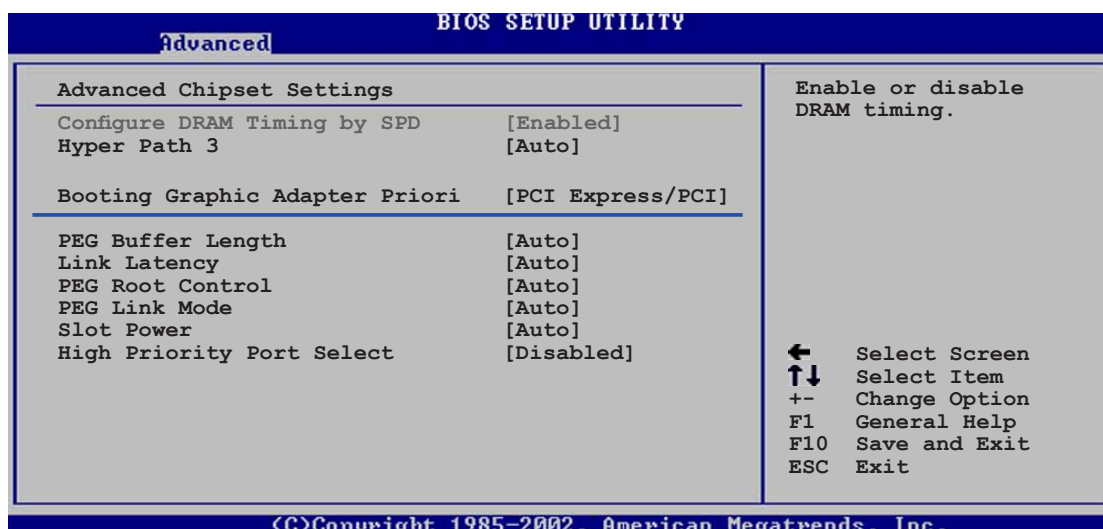 BIOS SETUP UTILITY
Advanced
Advanced Chipset Settings
Configure DRAM Timing by SPD [Enabled]
Hyper Path 3 [Auto]
Booting Graphic Adapter Priori [PCI Express/PCI]
PEG Buffer Length [Auto]
Link Latency [Auto]
PEG Root Control [Auto]
PEG Link Mode [Auto]
Slot Power [Auto]
High Priority Port Select [Disabled]
Enable or disable
DRAM timing.
← Select Screen
↑↓ Select Item
+- Change Option
F1 General Help
F10 Save and Exit
ESC Exit
(C)Copyright 1985-2002, American Megatrends, Inc.